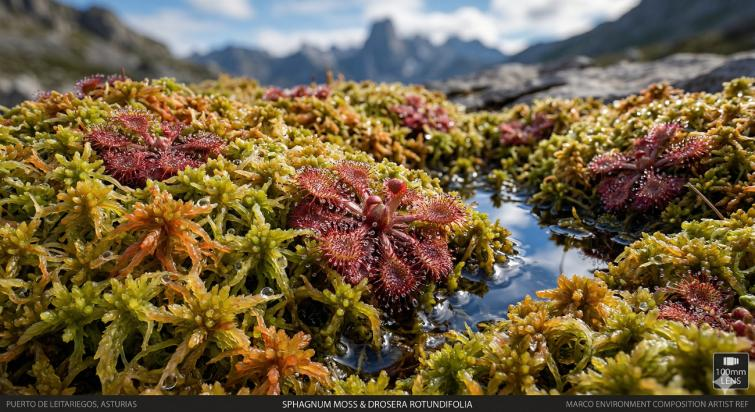 100mm
LENS
PUERTO DE LEITARIEGOS, ASTURIAS
SPHAGNUM MOSS & DROSERA ROTUNDIFOLIA
MARCO ENVIRONMENT COMPOSITION ARTIST REF